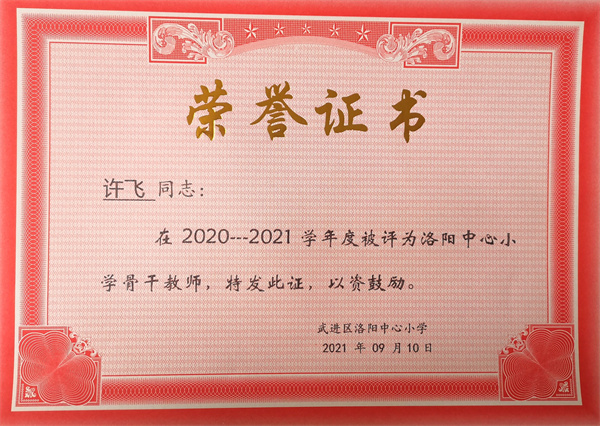 荣誉证书
许飞 同志：
在 2020---2021 学年度被评为洛阳中心小
学骨干教师，特发此证，以资鼓励。
武进区洛阳中心小学
2021 年 09 月 10 日